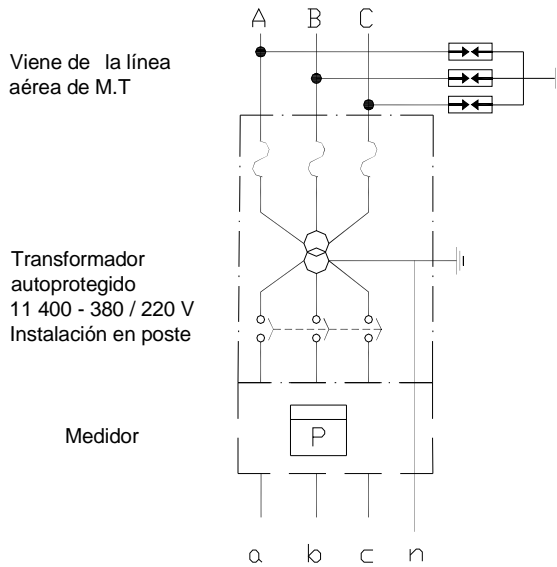 A B C
Viene de la línea
aérea de M.T
Transformador
autoprotegido
11 400 - 380 / 220 V
Instalación en poste
Medidor
P
a b c n